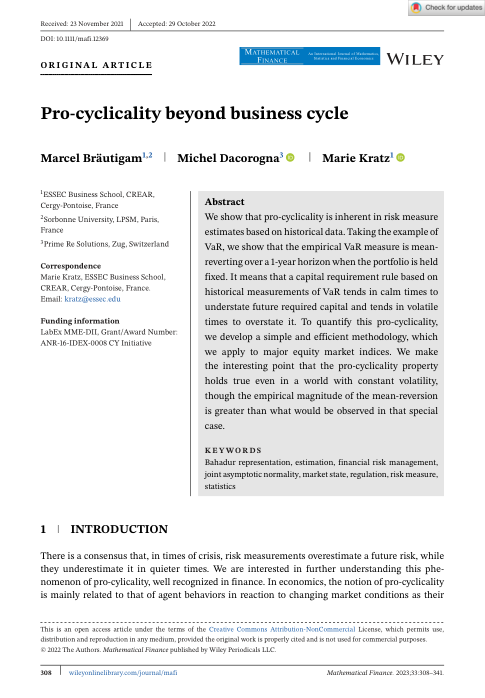 Check for updates
Received: 23 November 2021 | Accepted: 29 October 2022
DOI: 10.1111/mafi.12369
ORIGINAL ARTICLE
MATHEMATICAL FINANCE
An International Journal of Mathematics, Statistics and Financial Economics
WILEY
Pro-cyclicality beyond business cycle
Marcel Bräutigam1,2 | Michel Dacorogna3 | Marie Kratz1
1ESSEC Business School, CREAR,
Cergy-Pontoise, France
2Sorbonne University, LPSM, Paris,
France
3Prime Re Solutions, Zug, Switzerland
Correspondence
Marie Kratz, ESSEC Business School,
CREAR, Cergy-Pontoise, France.
Email: kratz@essec.edu
Funding information
LabEx MME-DII, Grant/Award Number:
ANR-16-IDEX-0008 CY Initiative
Abstract
We show that pro-cyclicality is inherent in risk measure
estimates based on historical data. Taking the example of
VaR, we show that the empirical VaR measure is mean-
reverting over a 1-year horizon when the portfolio is held
fixed. It means that a capital requirement rule based on
historical measurements of VaR tends in calm times to
understate future required capital and tends in volatile
times to overstate it. To quantify this pro-cyclicality,
we develop a simple and efficient methodology, which
we apply to major equity market indices. We make
the interesting point that the pro-cyclicality property
holds true even in a world with constant volatility,
though the empirical magnitude of the mean-reversion
is greater than what would be observed in that special
case.
KEYWORDS
Bahadur representation, estimation, financial risk management,
joint asymptotic normality, market state, regulation, risk measure,
statistics
1 | INTRODUCTION
There is a consensus that, in times of crisis, risk measurements overestimate a future risk, while
they underestimate it in quieter times. We are interested in further understanding this phe-
nomenon of pro-cylicality, well recognized in finance. In economics, the notion of pro-cyclicality
is mainly related to that of agent behaviors in reaction to changing market conditions as their
This is an open access article under the terms of the Creative Commons Attribution-NonCommercial License, which permits use,
distribution and reproduction in any medium, provided the original work is properly cited and is not used for commercial purposes.
© 2022 The Authors. Mathematical Finance published by Wiley Periodicals LLC.
308 | wileyonlinelibrary.com/journal/mafi
Mathematical Finance. 2023;33:308–341.